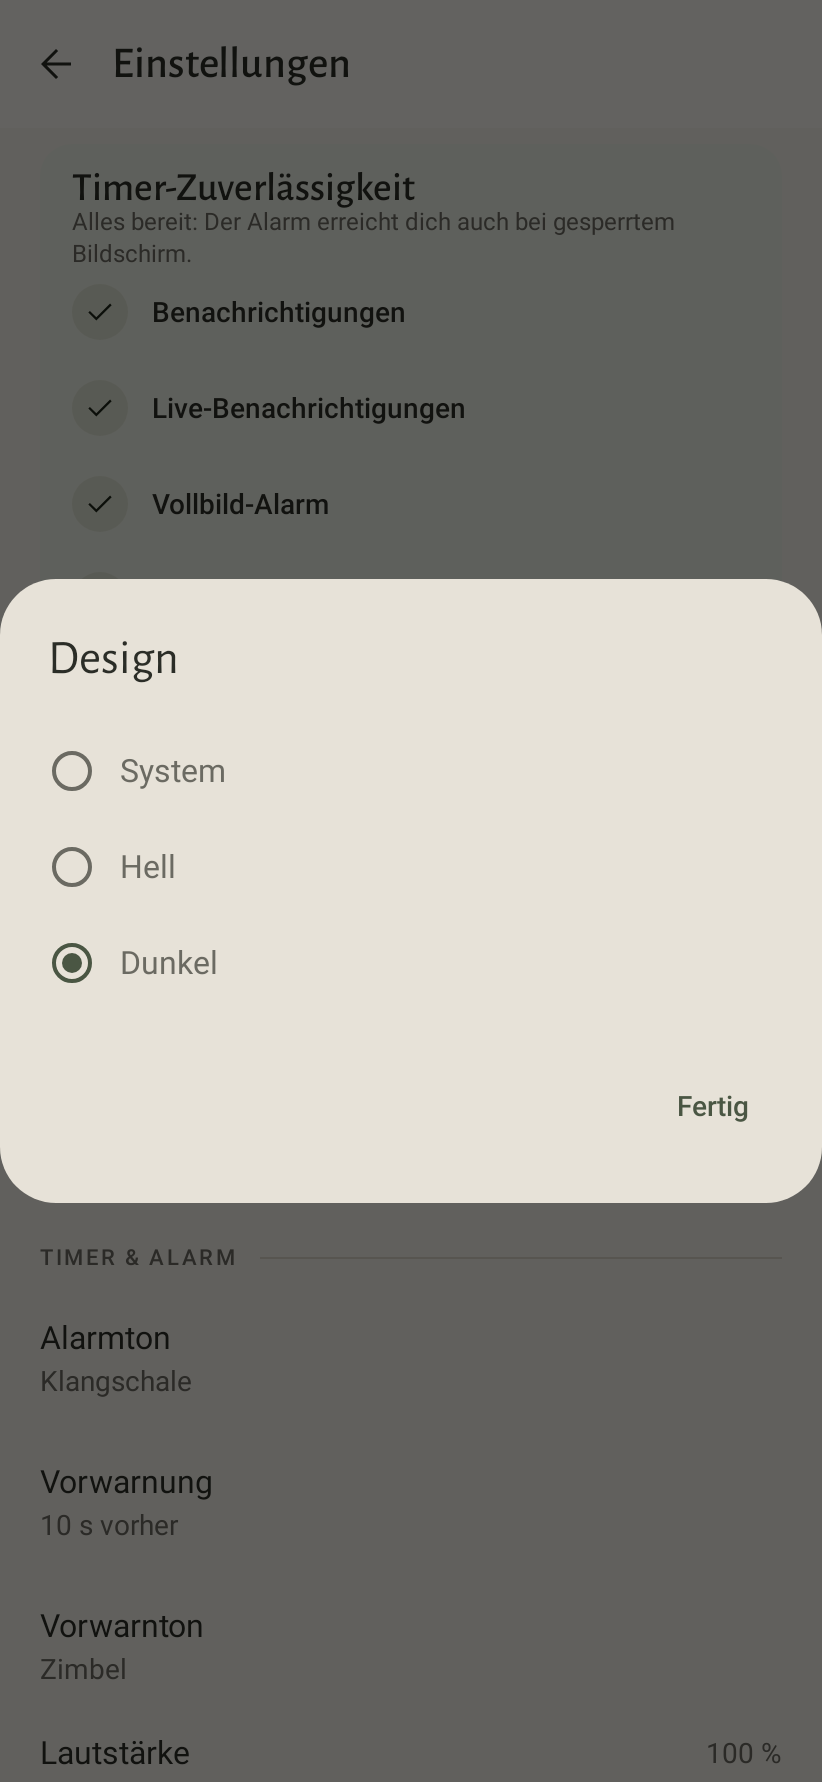 Einstellungen
Timer-Zuverlässigkeit
Alles bereit: Der Alarm erreicht dich auch bei gesperrtem
Bildschirm.
Benachrichtigungen
Live-Benachrichtigungen
Vollbild-Alarm
Design
System
Hell
Dunkel
Fertig
TIMER & ALARM
Alarmton
Klangschale
Vorwarnung
10 s vorher
Vorwarnton
Zimbel
Lautstärke 100 %